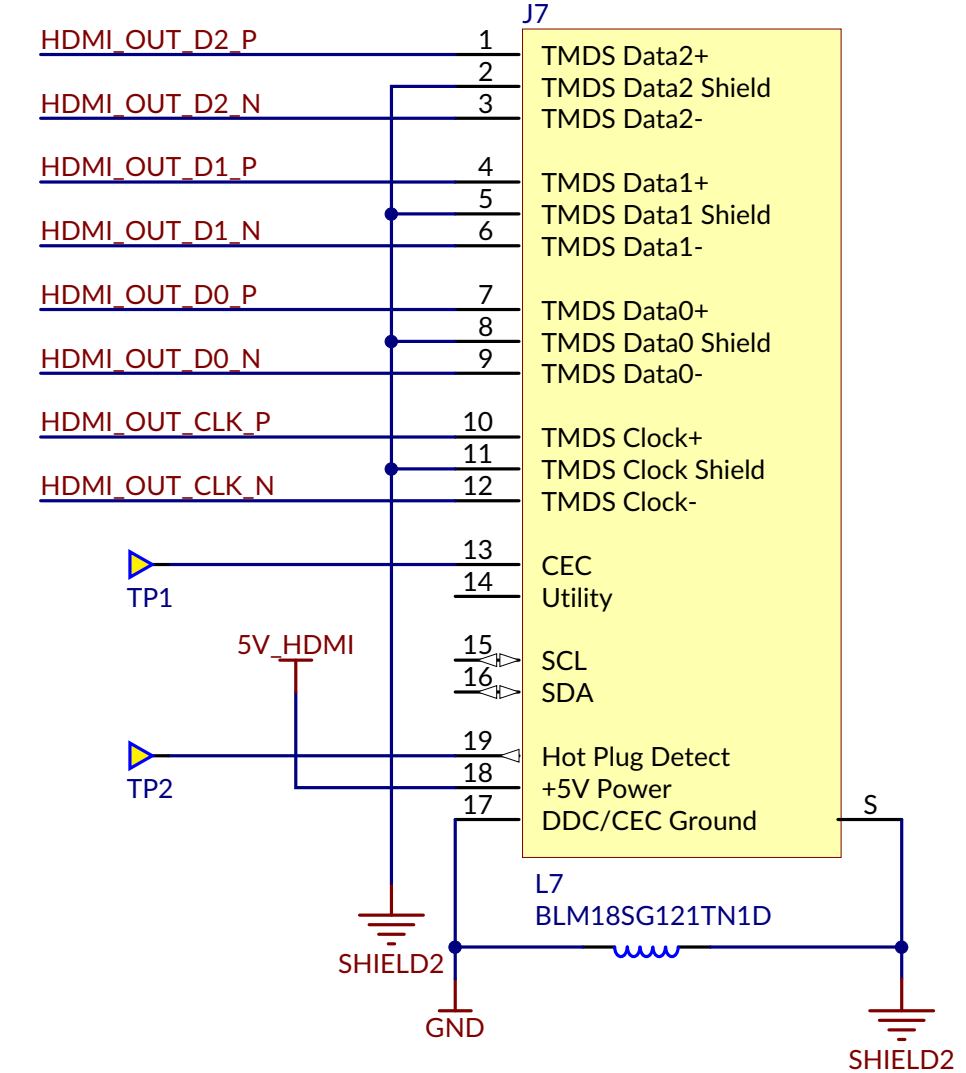 J7
HDMI_OUT_D2_P 1 TMDS Data2+
2 TMDS Data2 Shield
HDMI_OUT_D2_N 3 TMDS Data2-
HDMI_OUT_D1_P 4 TMDS Data1+
5 TMDS Data1 Shield
HDMI_OUT_D1_N 6 TMDS Data1-
HDMI_OUT_D0_P 7 TMDS Data0+
8 TMDS Data0 Shield
HDMI_OUT_D0_N 9 TMDS Data0-
HDMI_OUT_CLK_P 10 TMDS Clock+
11 TMDS Clock Shield
HDMI_OUT_CLK_N 12 TMDS Clock-
13 CEC
TP1 14 Utility
5V_HDMI 15 SCL
16 SDA
19 Hot Plug Detect
TP2 18 +5V Power
17 DDC/CEC Ground S
L7
BLM18SG121TN1D
SHIELD2
GND
SHIELD2